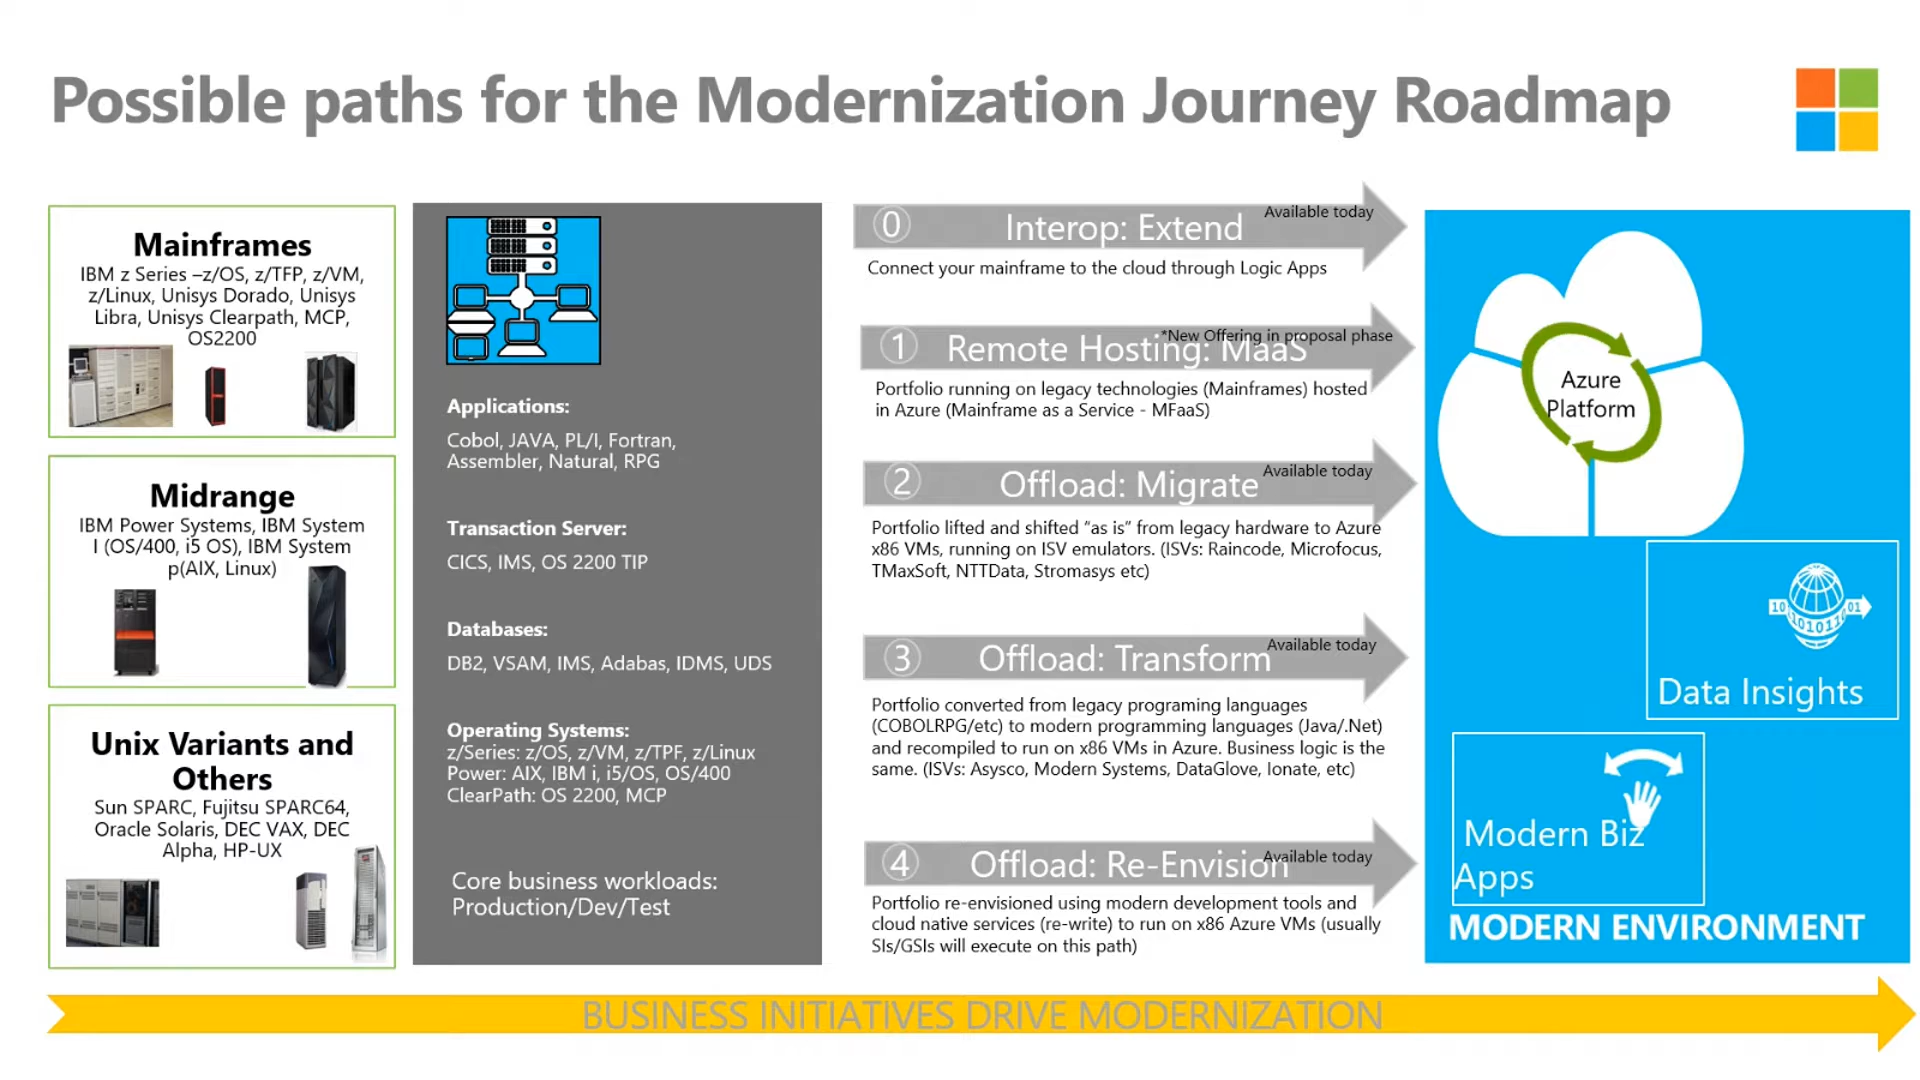 Possible paths for the Modernization Journey Roadmap
Mainframes
IBM z Series –z/OS, z/TFP, z/VM,
z/Linux, Unisys Dorado, Unisys
Libra, Unisys Clearpath, MCP,
OS2200
Midrange
IBM Power Systems, IBM System
I (OS/400, i5 OS), IBM System
p(AIX, Linux)
Unix Variants and
Others
Sun SPARC, Fujitsu SPARC64,
Oracle Solaris, DEC VAX, DEC
Alpha, HP-UX
Applications:
Cobol, JAVA, PL/I, Fortran,
Assembler, Natural, RPG
Transaction Server:
CICS, IMS, OS 2200 TIP
Databases:
DB2, VSAM, IMS, Adabas, IDMS, UDS
Operating Systems:
z/Series: z/OS, z/VM, z/TPF, z/Linux
Power: AIX, IBM i, i5/OS, OS/400
ClearPath: OS 2200, MCP
Core business workloads:
Production/Dev/Test
0 Interop: Extend
Available today
Connect your mainframe to the cloud through Logic Apps
1 Remote Hosting: MaaS
*New Offering in proposal phase
Portfolio running on legacy technologies (Mainframes) hosted
in Azure (Mainframe as a Service - MFaaS)
2 Offload: Migrate
Available today
Portfolio lifted and shifted “as is” from legacy hardware to Azure
x86 VMs, running on ISV emulators. (ISVs: Raincode, Microfocus,
TMaxSoft, NTTData, Stromasys etc)
3 Offload: Transform
Available today
Portfolio converted from legacy programing languages
(COBOLRPG/etc) to modern programming languages (Java/.Net)
and recompiled to run on x86 VMs in Azure. Business logic is the
same. (ISVs: Asysco, Modern Systems, DataGlove, Ionate, etc)
4 Offload: Re-Envision
Available today
Portfolio re-envisioned using modern development tools and
cloud native services (re-write) to run on x86 Azure VMs (usually
SIs/GSIs will execute on this path)
Azure
Platform
10 01
101011
Data Insights
Modern Biz
Apps
MODERN ENVIRONMENT
BUSINESS INITIATIVES DRIVE MODERNIZATION